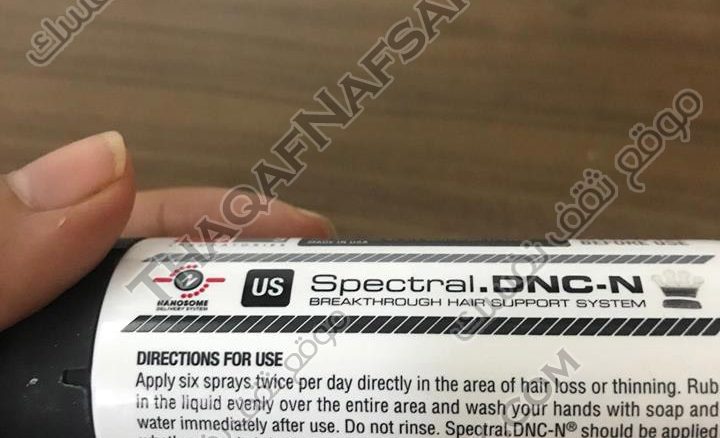 LABORATORIES MADE IN USA BEFORE USE
NANOSOME
DELIVERY SYSTEM
US
Spectral.DNC-N
BREAKTHROUGH HAIR SUPPORT SYSTEM
DIRECTIONS FOR USE
Apply six sprays twice per day directly in the area of hair loss or thinning. Rub
in the liquid evenly over the entire area and wash your hands with soap and
water immediately after use. Do not rinse. Spectral.DNC-N® should be applied
THAQAFNAFSAK.COM
موقع ثقف نفسك
موقع ثقف نفسك